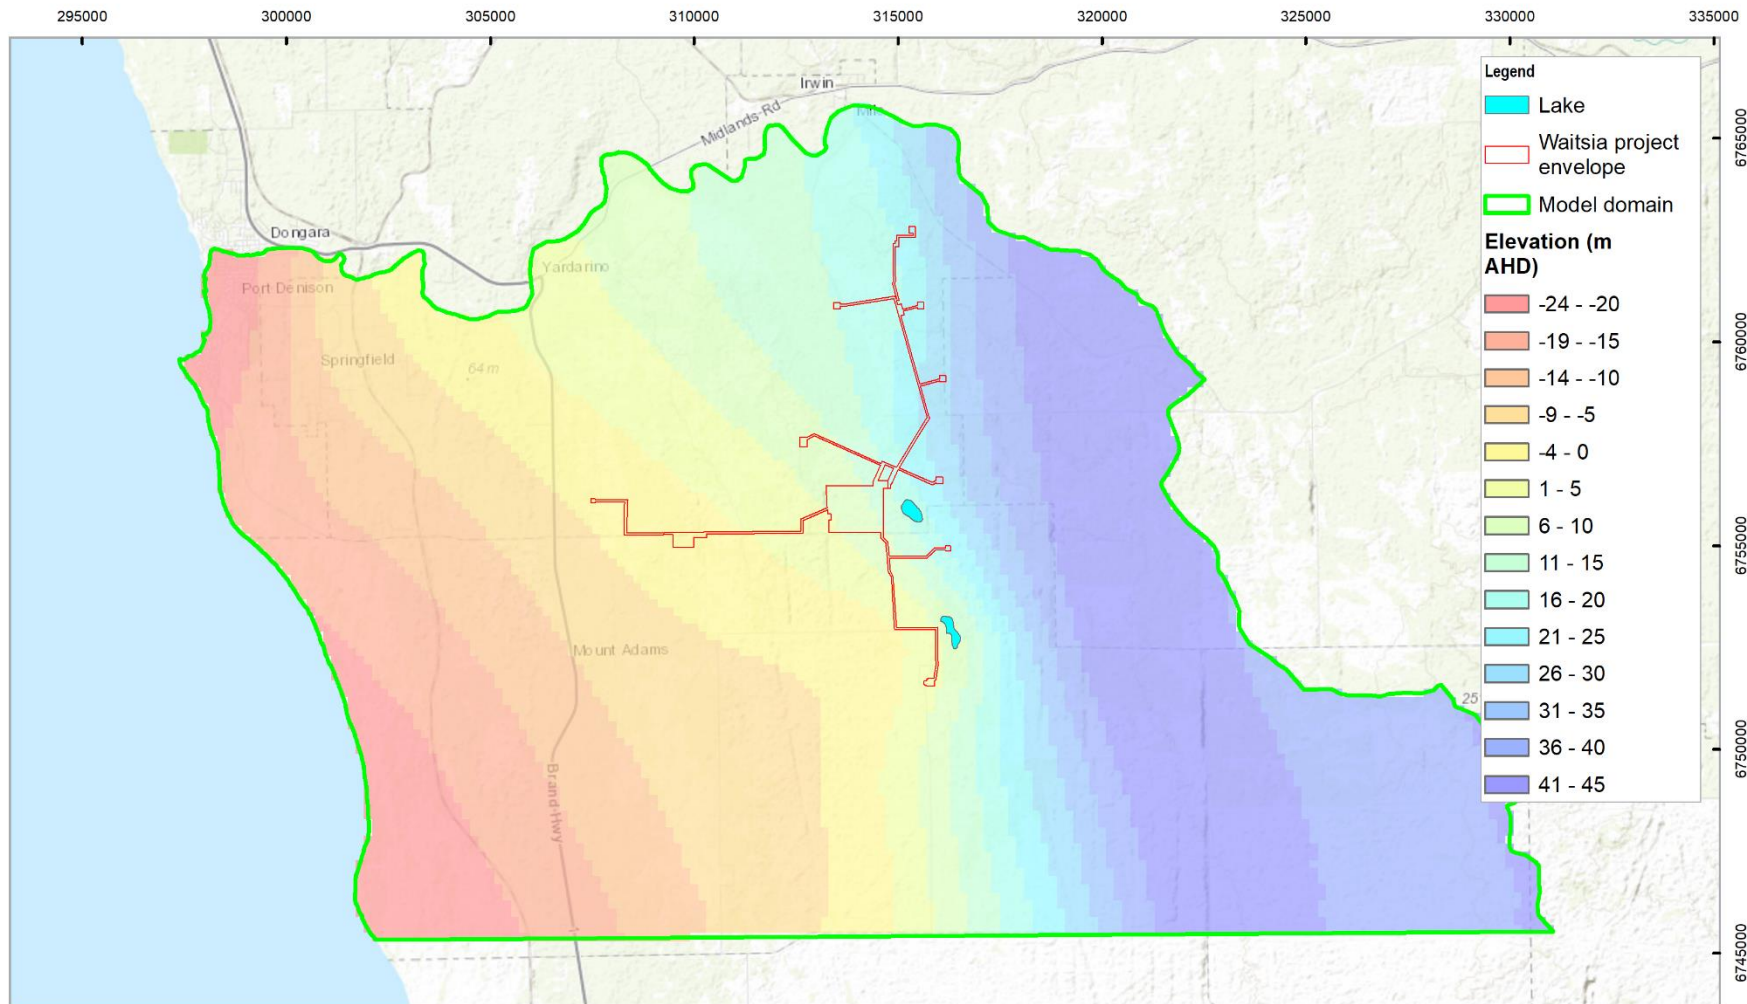 295000 300000 305000 310000 315000 320000 325000 330000 335000
Legend
Lake
Waitsia project
envelope
Model domain
Elevation (m
AHD)
-24 - -20
-19 - -15
-14 - -10
-9 - -5
-4 - 0
1 - 5
6 - 10
11 - 15
16 - 20
21 - 25
26 - 30
31 - 35
36 - 40
41 - 45
Irwin
Midlands-Rd
Dongara
Yardarino
Port Denison
Springfield
64 m
Mount Adams
Brand-Hwy
25
6765000
6760000
6755000
6750000
6745000